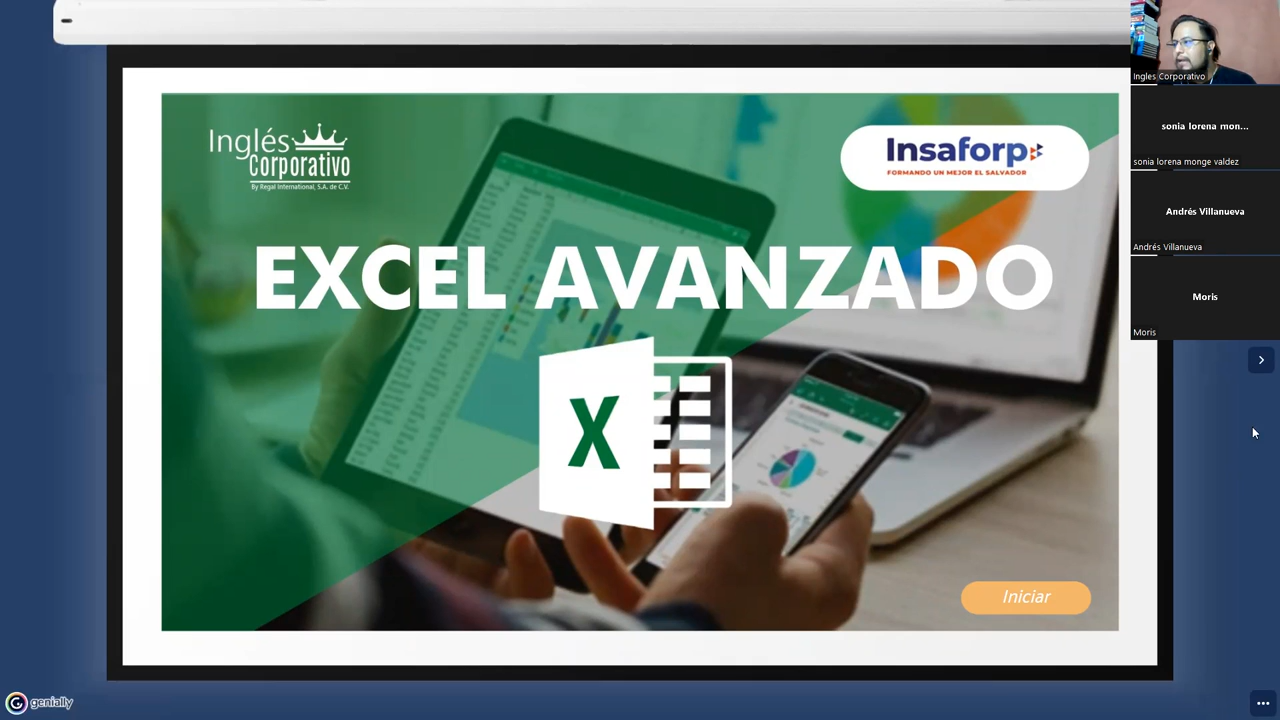 Inglés
Corporativo
By Regal International, S.A. de C.V.
Insaforp
FORMANDO UN MEJOR EL SALVADOR
EXCEL AVANZADO
X
Iniciar
Ingles Corporativo
sonia lorena mon...
sonia lorena monge valdez
Andrés Villanueva
Andrés Villanueva
Moris
Moris
genially